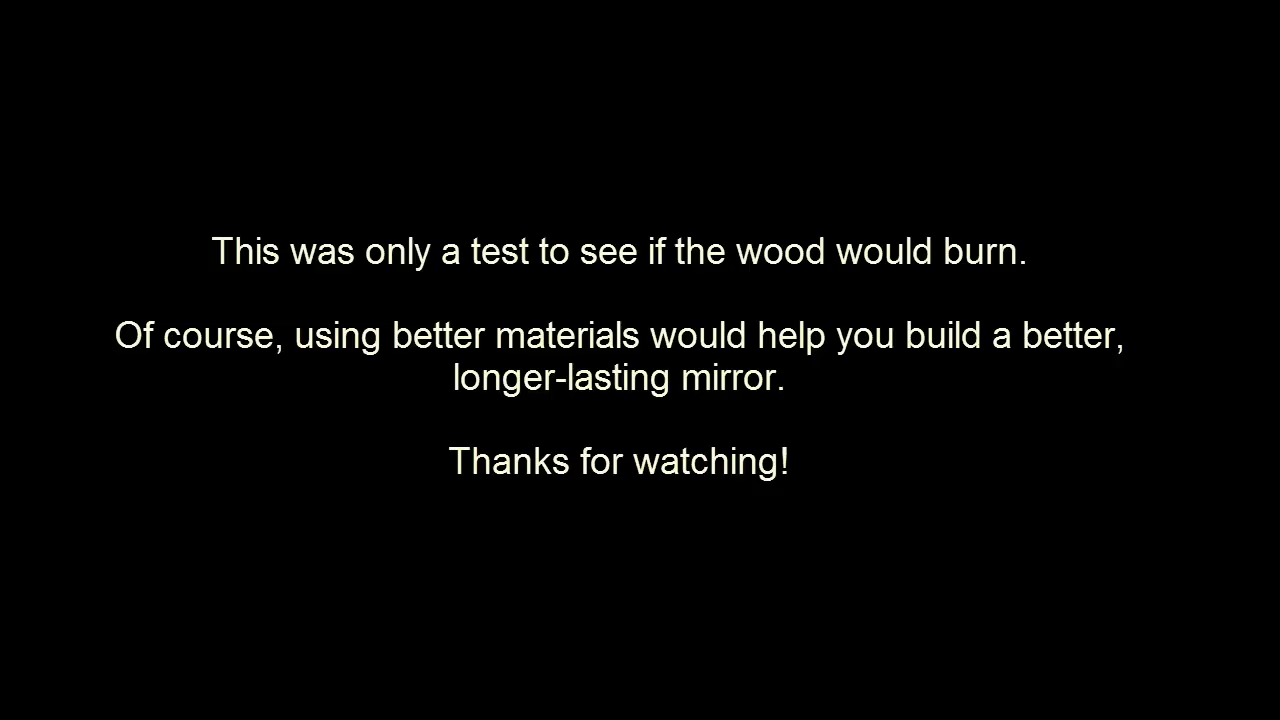 This was only a test to see if the wood would burn.
Of course, using better materials would help you build a better,
longer-lasting mirror.
Thanks for watching!